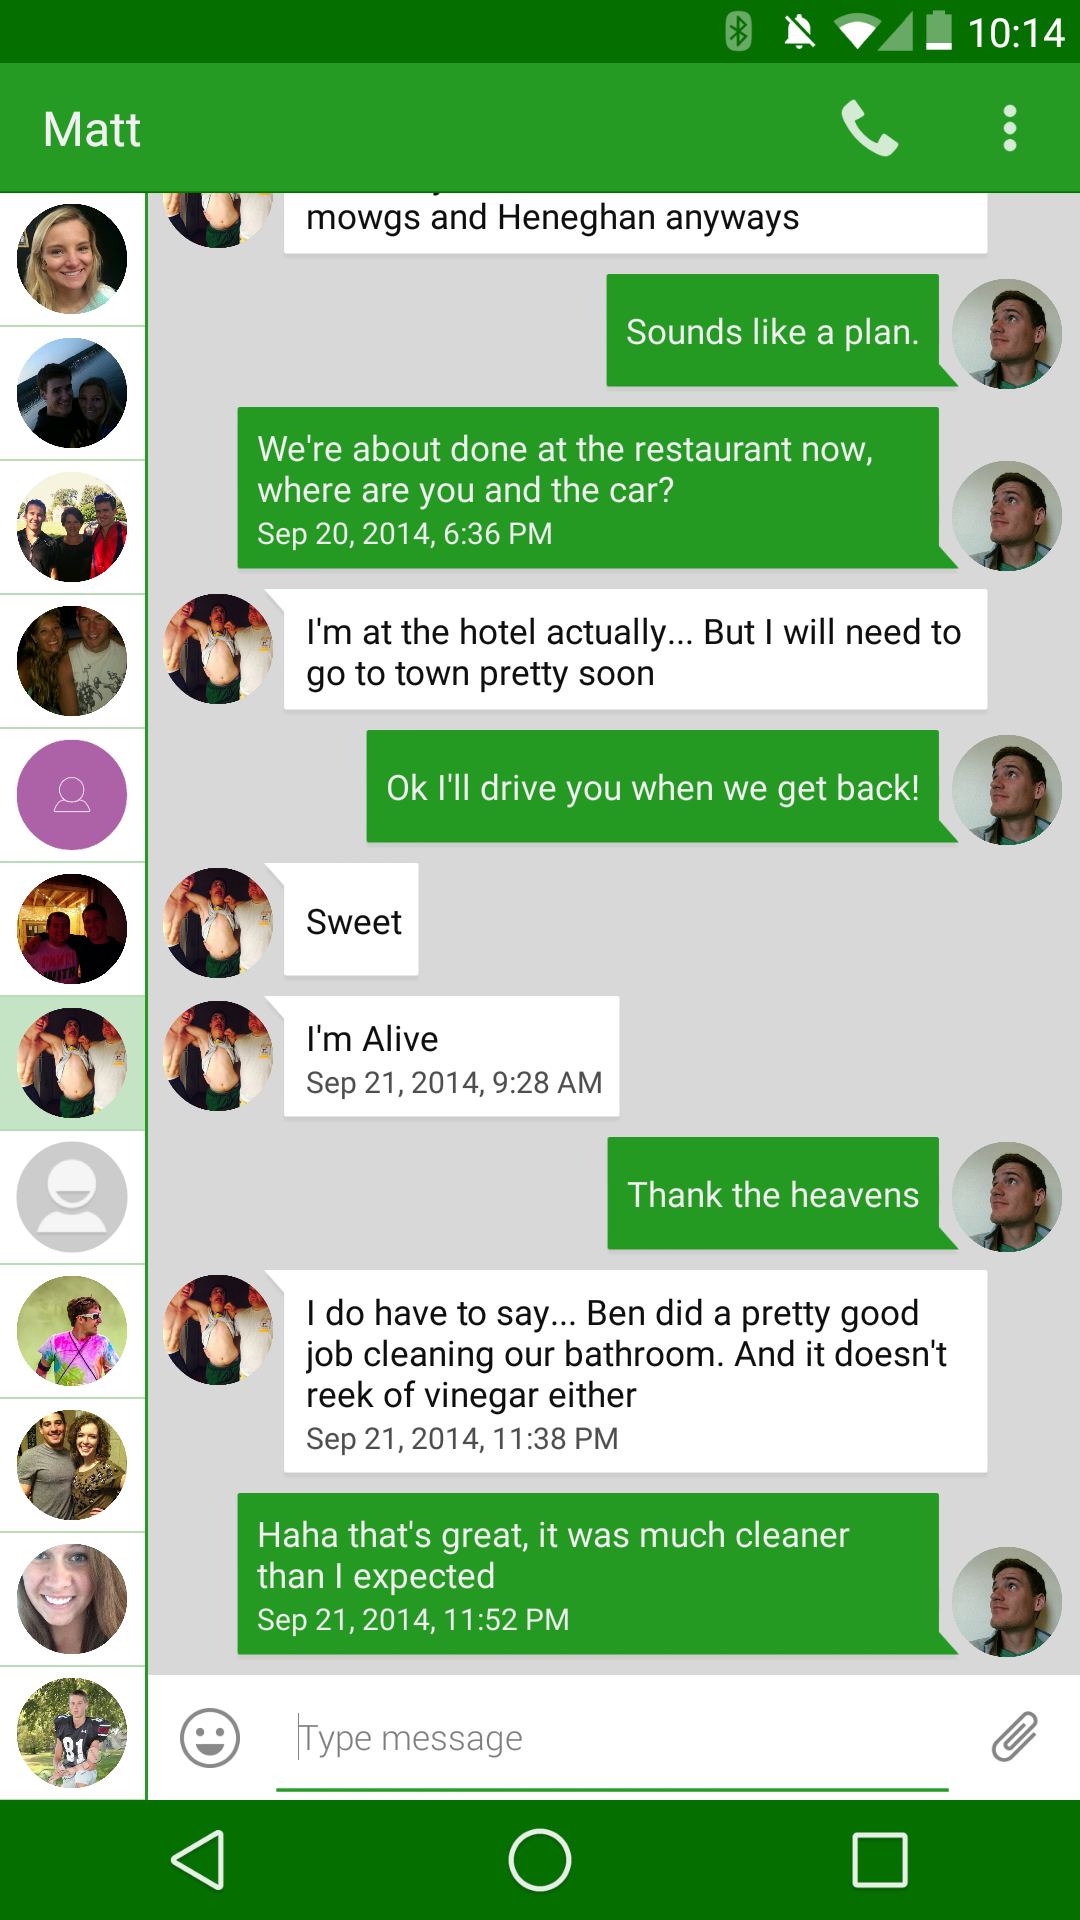 10:14
Matt
mowgs and Heneghan anyways
Sounds like a plan.
We're about done at the restaurant now,
where are you and the car?
Sep 20, 2014, 6:36 PM
I'm at the hotel actually... But I will need to
go to town pretty soon
Ok I'll drive you when we get back!
Sweet
I'm Alive
Sep 21, 2014, 9:28 AM
Thank the heavens
I do have to say... Ben did a pretty good
job cleaning our bathroom. And it doesn't
reek of vinegar either
Sep 21, 2014, 11:38 PM
Haha that's great, it was much cleaner
than I expected
Sep 21, 2014, 11:52 PM
81
Type message